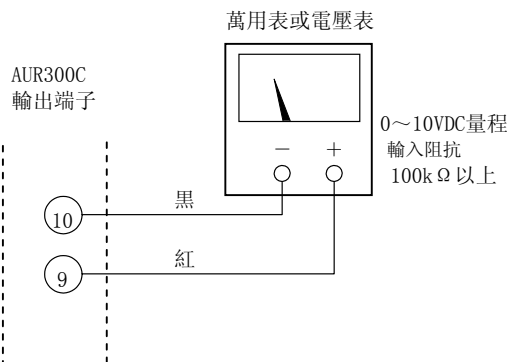 萬用表或電壓表
AUR300C
輸出端子
0～10VDC量程
輸入阻抗
100kΩ以上
－ ＋
黒
10
紅
9